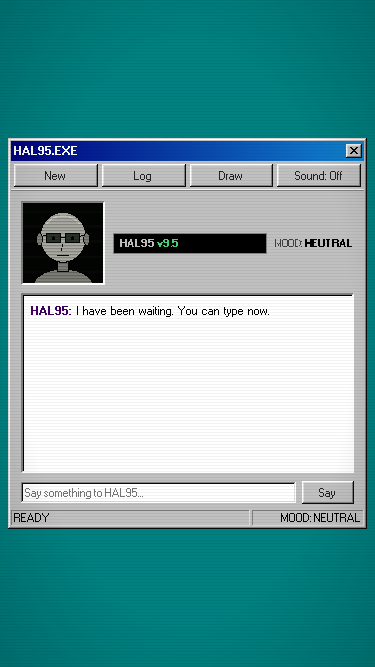 HAL95.EXE
New Log Draw Sound: Off
HAL95 v9.5 MOOD: NEUTRAL
HAL95: I have been waiting. You can type now.
Say something to HAL95... Say
READY MOOD: NEUTRAL